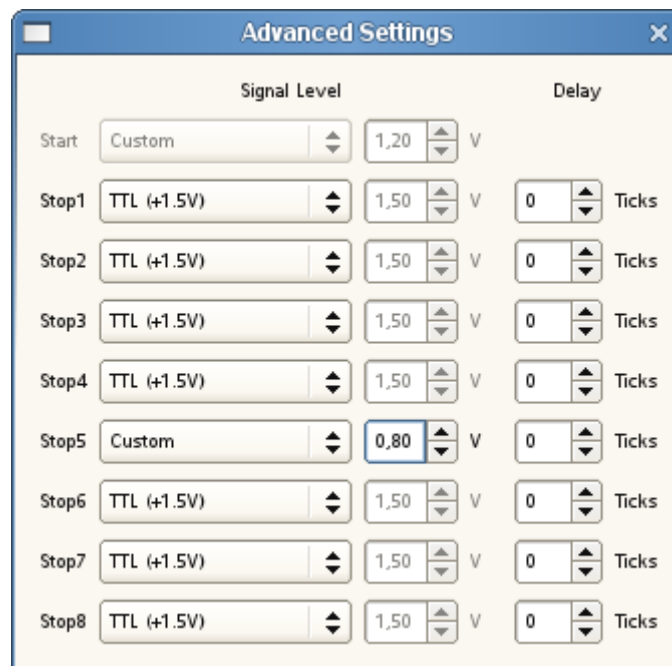 Advanced Settings
Signal Level Delay
Start Custom 1,20 V
Stop1 TTL (+1.5V) 1,50 V 0 Ticks
Stop2 TTL (+1.5V) 1,50 V 0 Ticks
Stop3 TTL (+1.5V) 1,50 V 0 Ticks
Stop4 TTL (+1.5V) 1,50 V 0 Ticks
Stop5 Custom 0,80 V 0 Ticks
Stop6 TTL (+1.5V) 1,50 V 0 Ticks
Stop7 TTL (+1.5V) 1,50 V 0 Ticks
Stop8 TTL (+1.5V) 1,50 V 0 Ticks